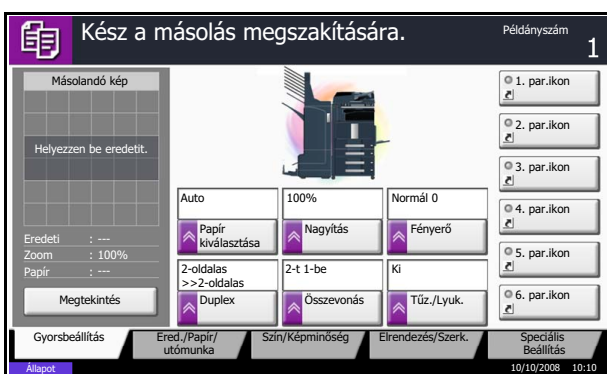 Kész a másolás megszakítására.
Példányszám
1
Másolandó kép
Helyezzen be eredetit.
Eredeti : ---
Zoom : 100%
Papír : ---
Megtekintés
Auto
Papír
kiválasztása
100%
Nagyítás
Normál 0
Fényerő
2-oldalas
>>2-oldalas
Duplex
2-t 1-be
Összevonás
Ki
Tűz./Lyuk.
1. par.ikon
2. par.ikon
3. par.ikon
4. par.ikon
5. par.ikon
6. par.ikon
Gyorsbeállítás
Ered./Papír/
utómunka
Szín/Képminőség
Elrendezés/Szerk.
Speciális
Beállítás
Állapot
10/10/2008 10:10